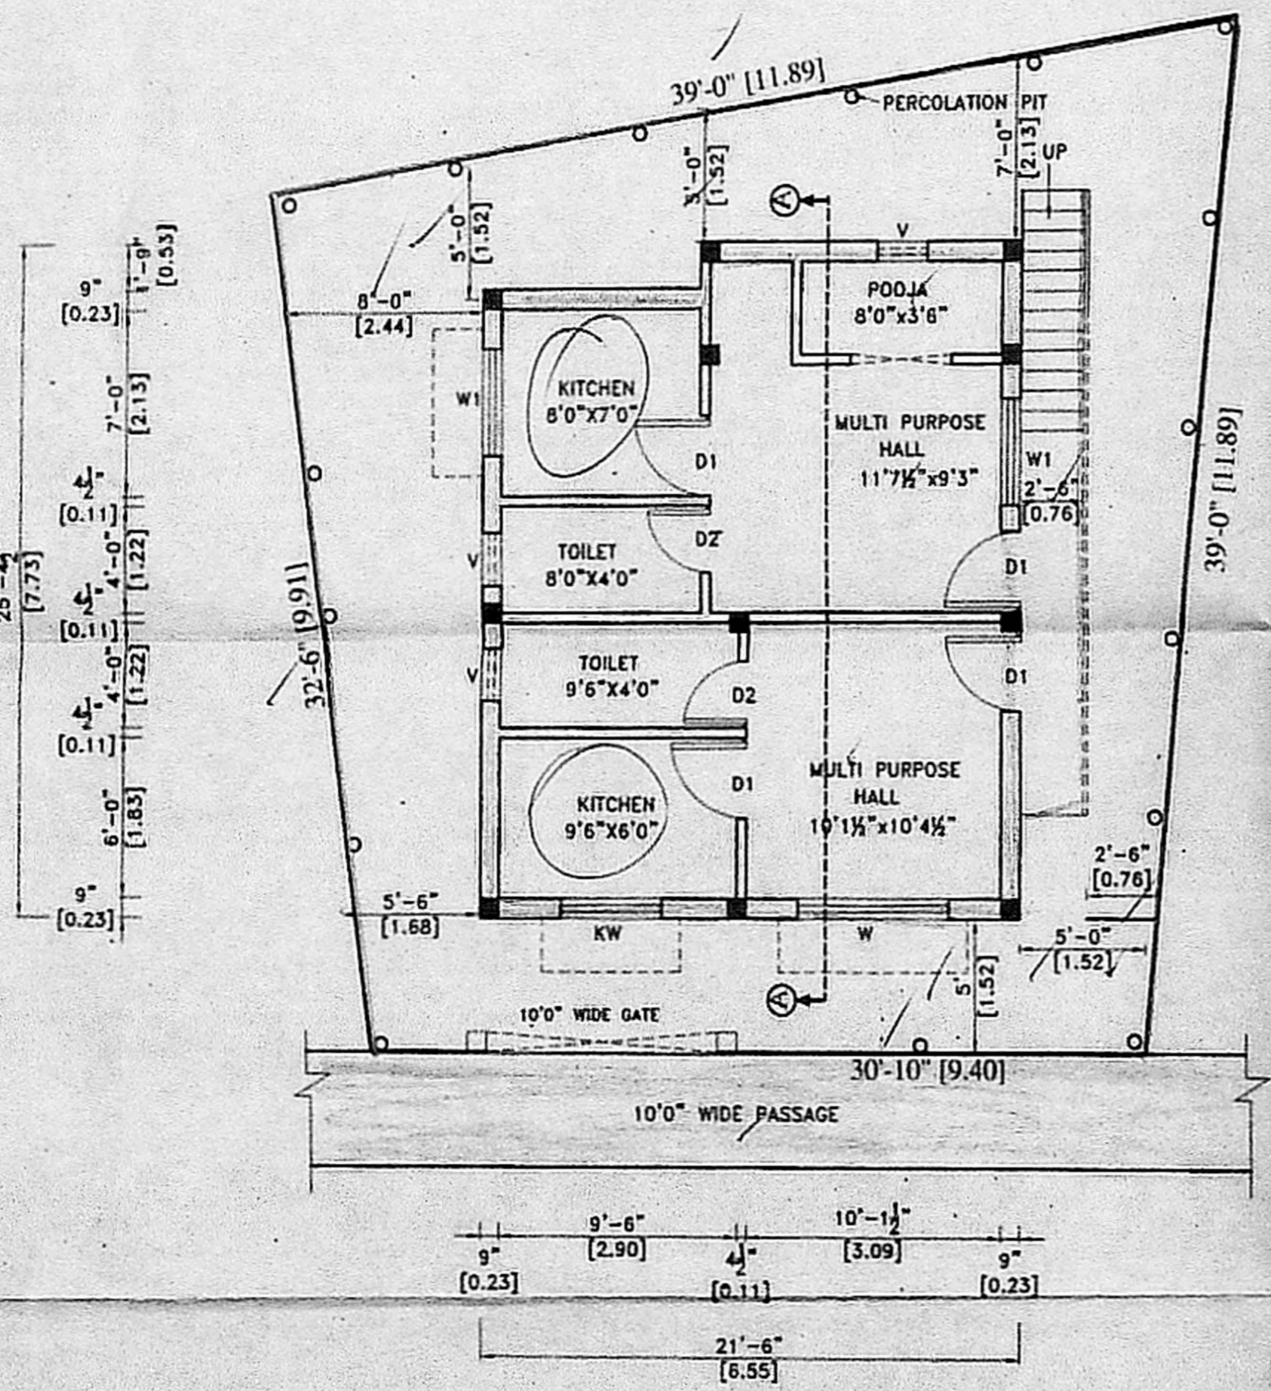 39'-0" [11.89]
PERCOLATION PIT
7'-0"
[2.13]
UP
5'-0"
[1.52]
5'-0"
[1.52]
A
V
1'-9"
[0.53]
9"
[0.23]
8'-0"
[2.44]
POOJA
8'0"x3'6"
KITCHEN
8'0"X7'0"
W1
7'-0"
[2.13]
MULTI PURPOSE
HALL
11'7½"x9'3"
D1
W1
2'-6"
[0.76]
39'-0" [11.89]
4½"
[0.11]
[7.73]
4'-0"
[1.22]
V
TOILET
8'0"X4'0"
D2
D1
4½"
[0.11]
32'-6" [9.91]
4'-0"
[1.22]
V
TOILET
9'6"X4'0"
D2
D1
4½"
[0.11]
6'-0"
[1.83]
KITCHEN
9'6"X6'0"
D1
MULTI PURPOSE
HALL
10'1½"x10'4½"
2'-6"
[0.76]
9"
[0.23]
5'-6"
[1.68]
KW
W
5'-0"
[1.52]
5'
[1.52]
A
10'0" WIDE GATE
30'-10" [9.40]
10'0" WIDE PASSAGE
9'-6"
[2.90]
10'-1½"
[3.09]
9"
[0.23]
4½"
[0.11]
9"
[0.23]
21'-6"
[6.55]